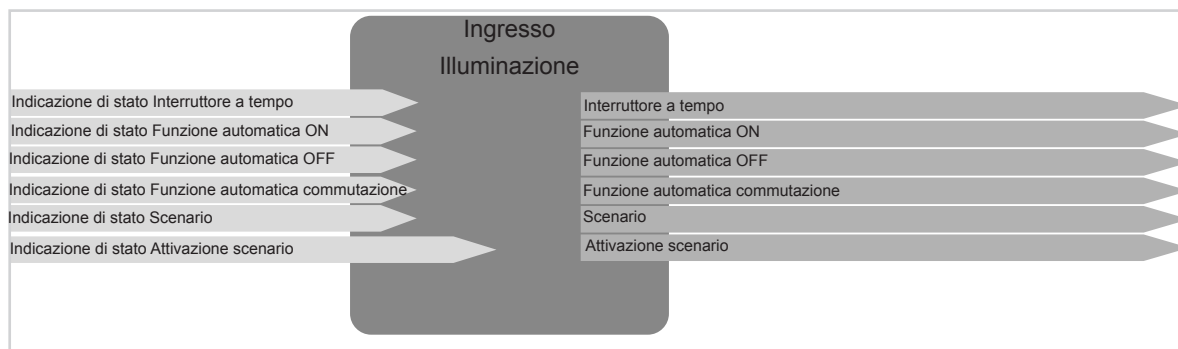 Ingresso
Illuminazione
Indicazione di stato Interruttore a tempo
Indicazione di stato Funzione automatica ON
Indicazione di stato Funzione automatica OFF
Indicazione di stato Funzione automatica commutazione
Indicazione di stato Scenario
Indicazione di stato Attivazione scenario
Interruttore a tempo
Funzione automatica ON
Funzione automatica OFF
Funzione automatica commutazione
Scenario
Attivazione scenario